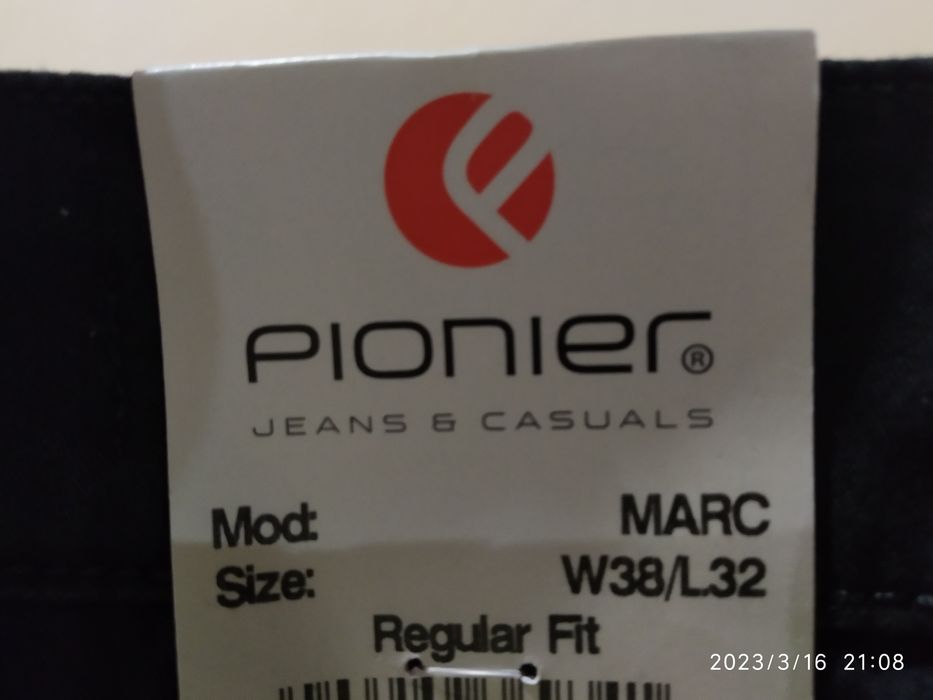 PIONIER®
JEANS & CASUALS
Mod: MARC
Size: W38/L32
Regular Fit
2023/3/16 21:08